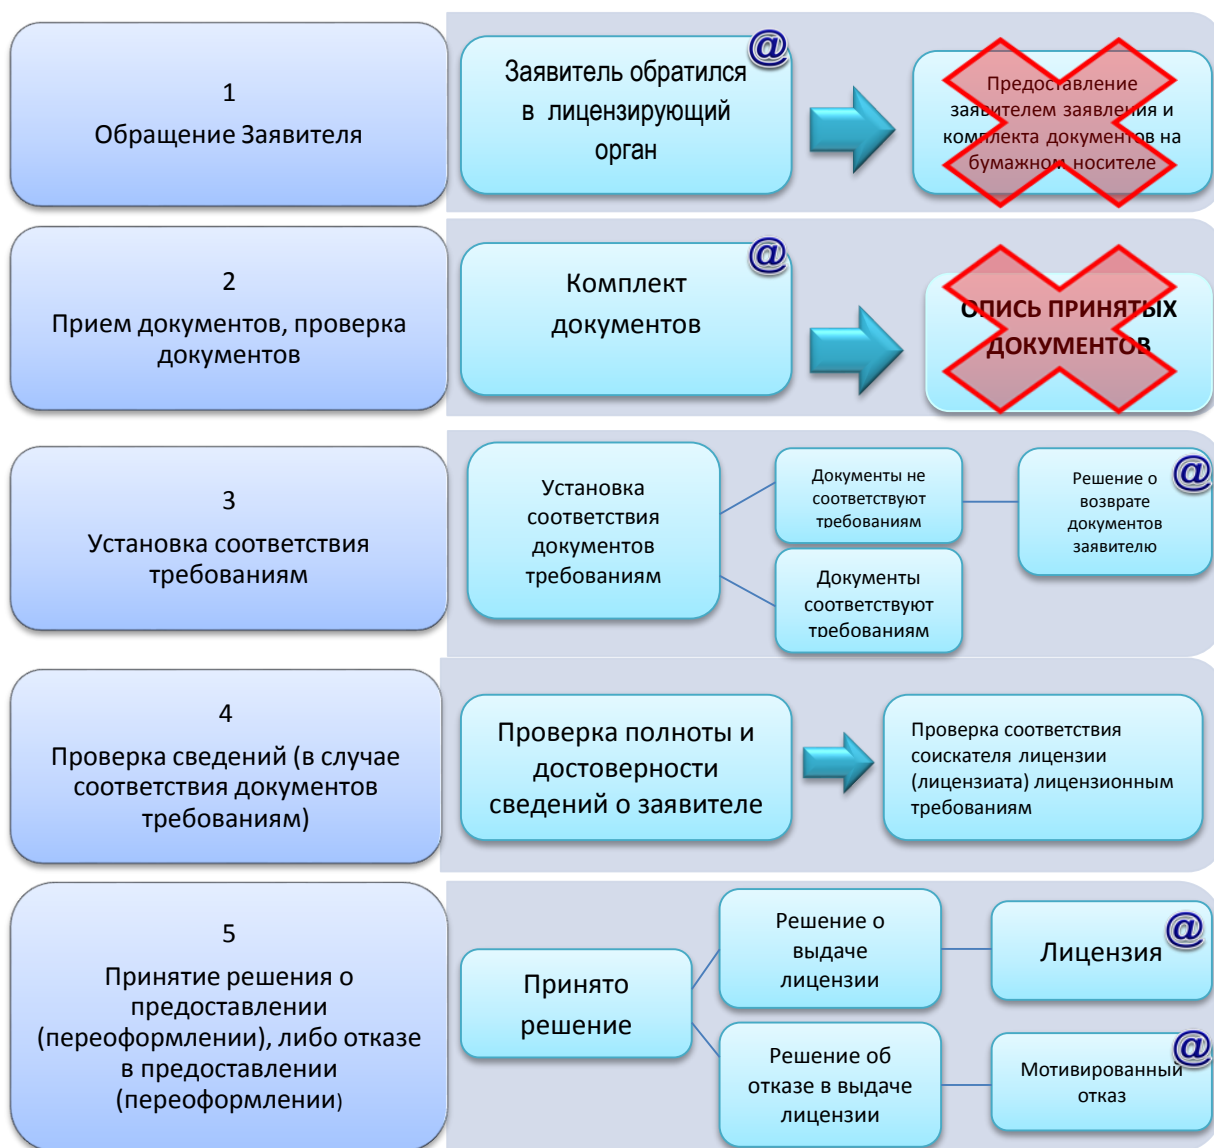 1
Обращение Заявителя
@
Заявитель обратился
в лицензирующий
орган
Предоставление
заявителем заявления и
комплекта документов на
бумажном носителе
2
Прием документов, проверка
документов
@
Комплект
документов
ОПИСЬ ПРИНЯТЫХ
ДОКУМЕНТОВ
3
Установка соответствия
требованиям
Установка
соответствия
документов
требованиям
Документы не
соответствуют
требованиям
@
Решение о
возврате
документов
заявителю
Документы
соответствуют
требованиям
4
Проверка сведений (в случае
соответствия документов
требованиям)
Проверка полноты и
достоверности
сведений о заявителе
Проверка соответствия
соискателя лицензии
(лицензиата) лицензионным
требованиям
5
Принятие решения о
предоставлении
(переоформлении), либо отказе
в предоставлении
(переоформлении)
Принято
решение
Решение о
выдаче
лицензии
@
Лицензия
Решение об
отказе в выдаче
лицензии
@
Мотивированный
отказ